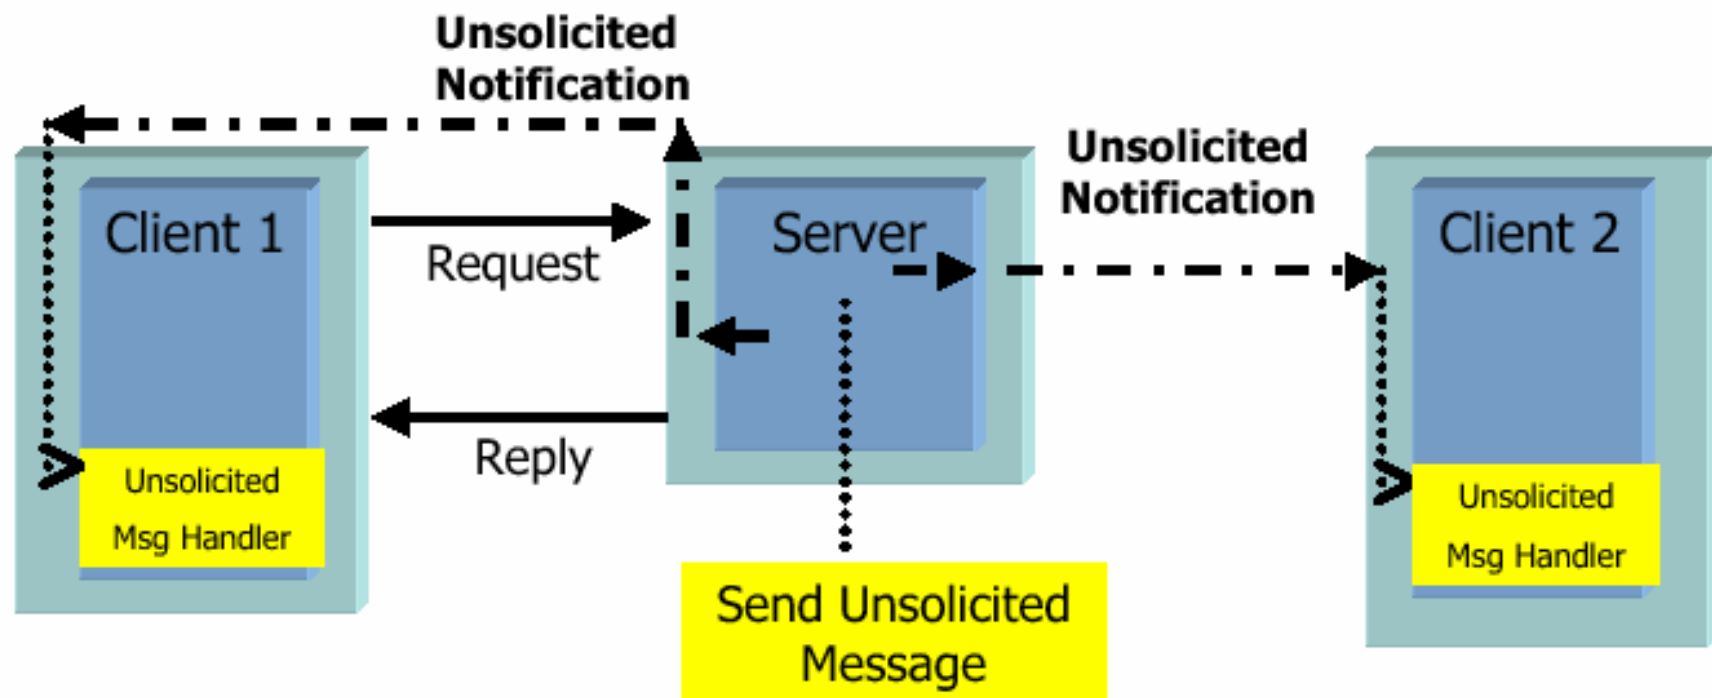 Unsolicited
Notification
Unsolicited
Notification
Client 1
Request
Server
Client 2
Reply
Unsolicited
Msg Handler
Unsolicited
Msg Handler
Send Unsolicited
Message